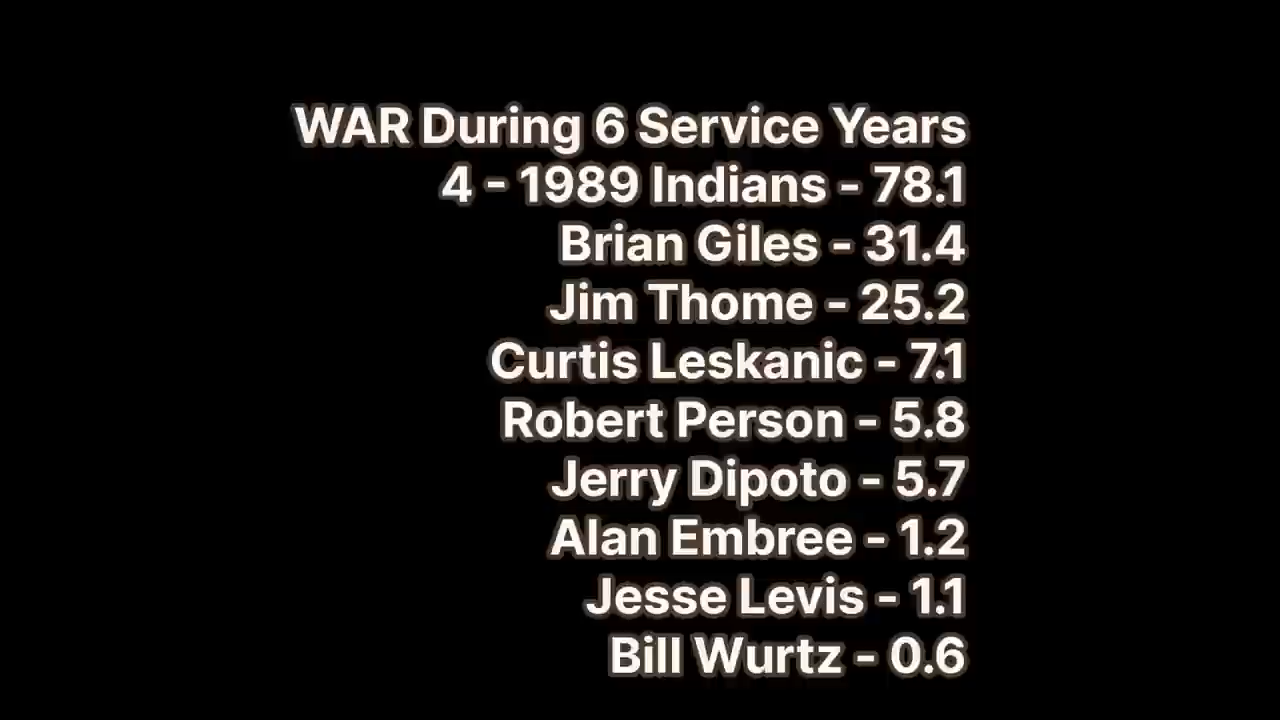 WAR During 6 Service Years
4 - 1989 Indians - 78.1
Brian Giles - 31.4
Jim Thome - 25.2
Curtis Leskanic - 7.1
Robert Person - 5.8
Jerry Dipoto - 5.7
Alan Embree - 1.2
Jesse Levis - 1.1
Bill Wurtz - 0.6